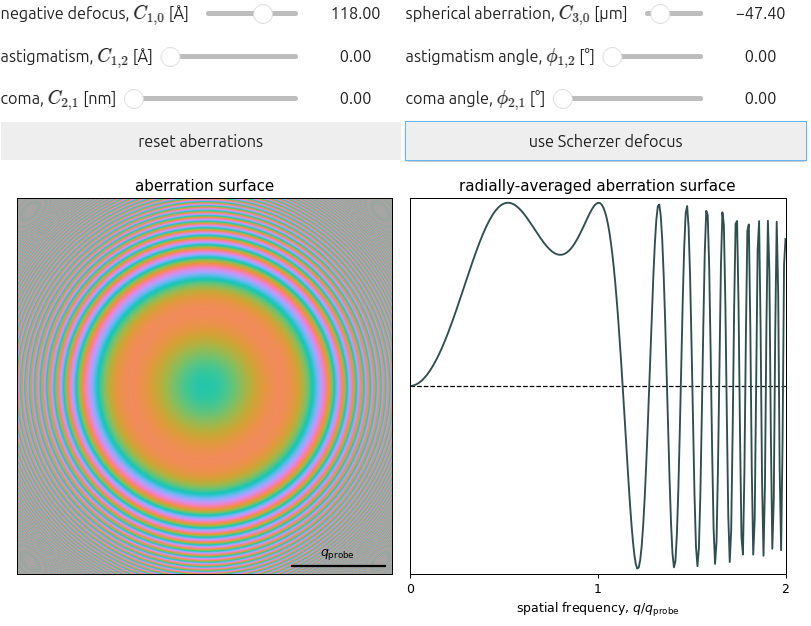 negative defocus, C1,0 [Å] 118.00 spherical aberration, C3,0 [µm] −47.40
astigmatism, C1,2 [Å] 0.00 astigmatism angle, ϕ1,2 [°] 0.00
coma, C2,1 [nm] 0.00 coma angle, ϕ2,1 [°] 0.00
reset aberrations use Scherzer defocus
aberration surface radially-averaged aberration surface
qprobe
0 1 2
spatial frequency, q/qprobe